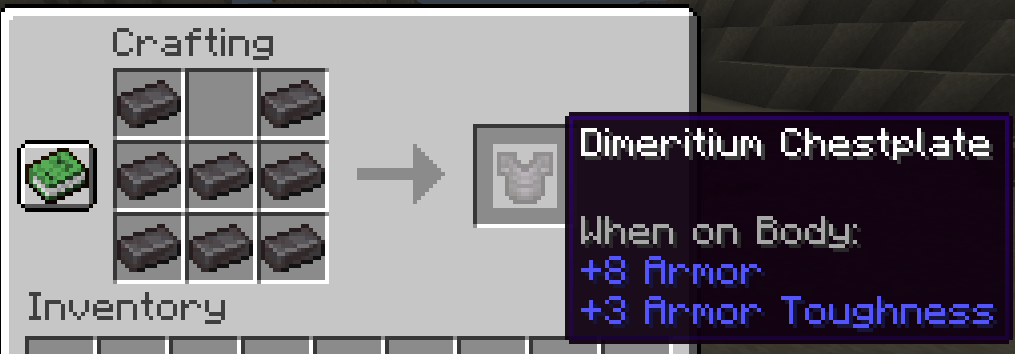 Crafting
Dimeritium Chestplate
When on Body:
+8 Armor
+3 Armor Toughness
Inventory